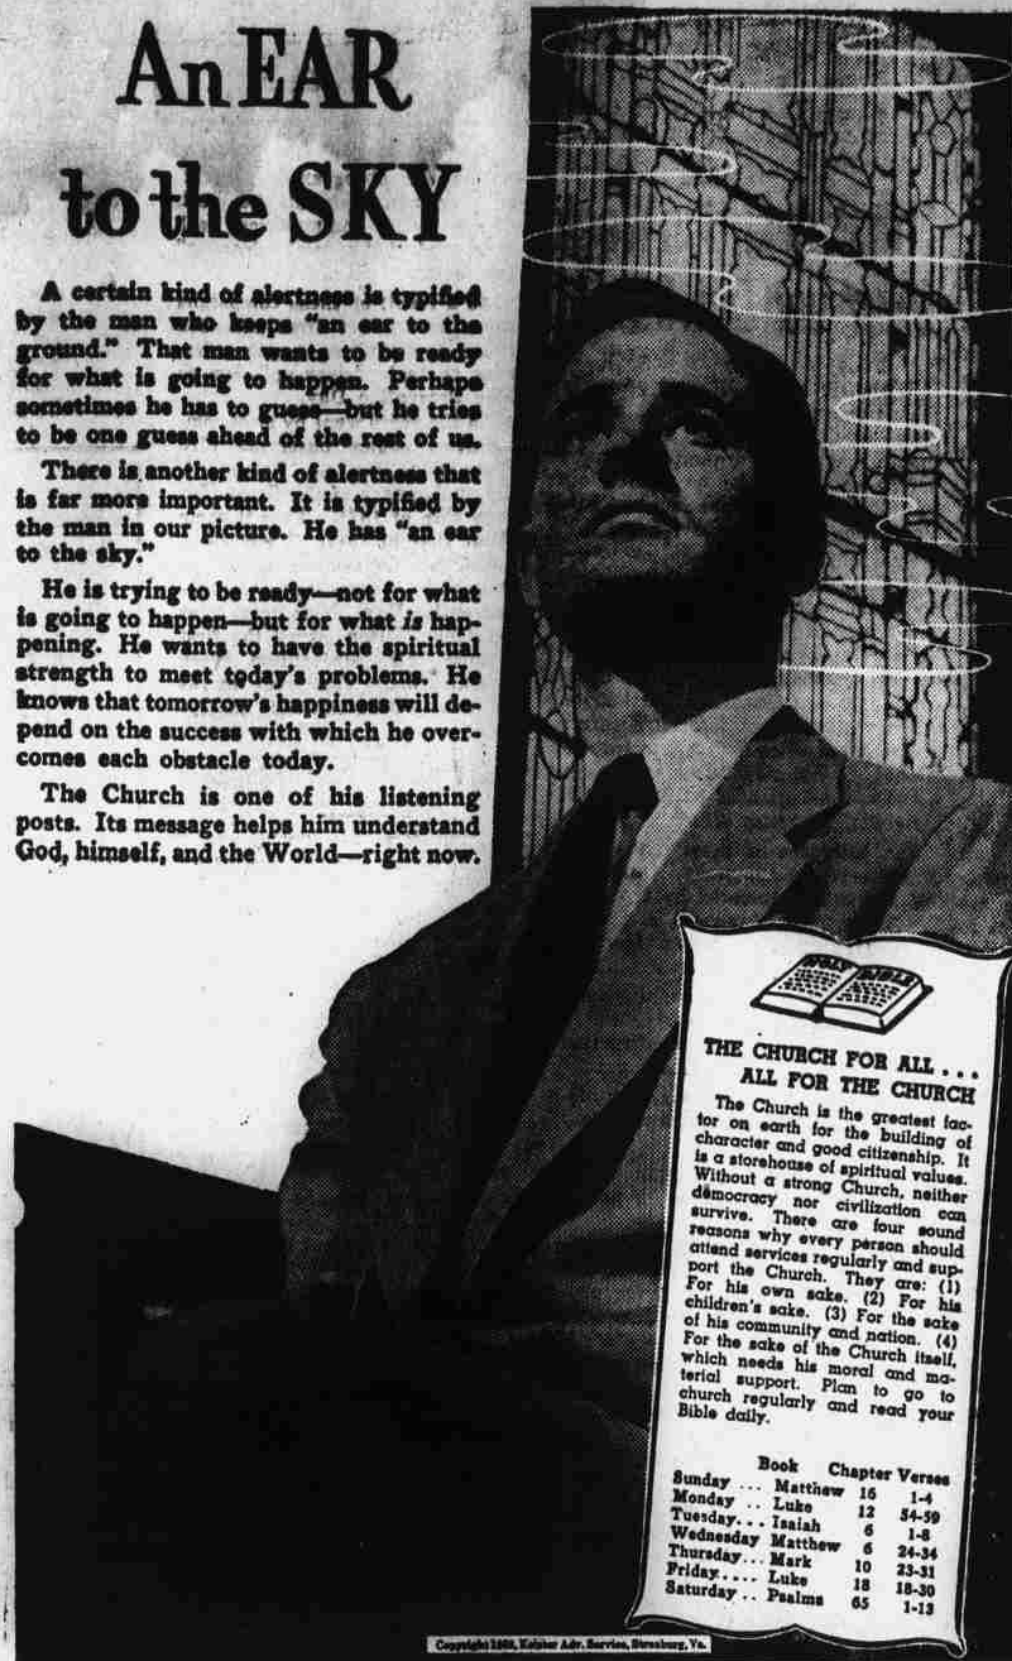 An EAR
to the SKY
A certain kind of alertness is typified
by the man who keeps "an ear to the
ground." That man wants to be ready
for what is going to happen. Perhaps
sometimes he has to guess—but he tries
to be one guess ahead of the rest of us.
There is another kind of alertness that
is far more important. It is typified by
the man in our picture. He has "an ear
to the sky."
He is trying to be ready—not for what
is going to happen—but for what is hap-
pening. He wants to have the spiritual
strength to meet today's problems. He
knows that tomorrow's happiness will de-
pend on the success with which he over-
comes each obstacle today.
The Church is one of his listening
posts. Its message helps him understand
God, himself, and the World—right now.
HOLY BIBLE
THE CHURCH FOR ALL ...
ALL FOR THE CHURCH
The Church is the greatest fac-
tor on earth for the building of
character and good citizenship. It
is a storehouse of spiritual values.
Without a strong Church, neither
democracy nor civilization can
survive. There are four sound
reasons why every person should
attend services regularly and sup-
port the Church. They are: (1)
For his own sake. (2) For his
children's sake. (3) For the sake
of his community and nation. (4)
For the sake of the Church itself,
which needs his moral and ma-
terial support. Plan to go to
church regularly and read your
Bible daily.
Book Chapter Verses
Sunday ... Matthew 16 1-4
Monday .. Luke 12 54-59
Tuesday... Isaiah 6 1-8
Wednesday Matthew 6 24-34
Thursday... Mark 10 23-31
Friday..... Luke 18 18-30
Saturday .. Psalms 65 1-13
Copyright Adv. Service, Strasburg, Va.